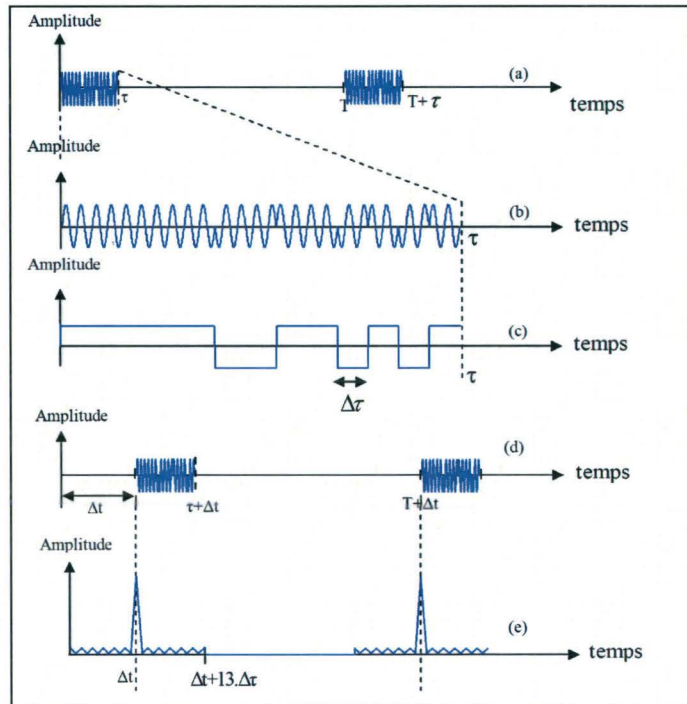 Amplitude
(a)
τ
T
T+ τ
temps
Amplitude
(b)
temps
τ
Amplitude
(c)
temps
τ
Δτ
Amplitude
(d)
temps
Δt
τ+Δt
T+Δt
Amplitude
(e)
temps
Δt
Δt+13.Δτ